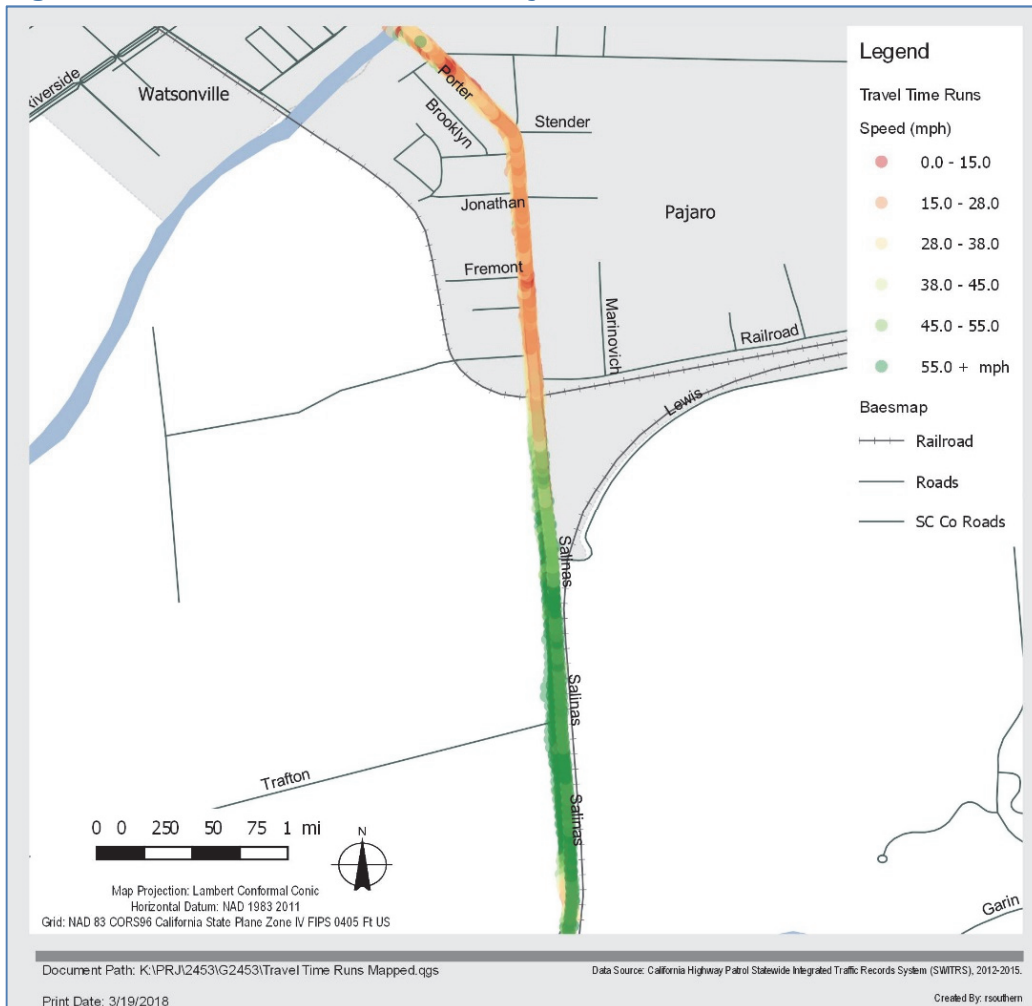 Riverside
Watsonville
Porter
Brooklyn
Stender
Jonathan
Pajaro
Fremont
Marinovich
Railroad
Lewis
Salinas
Salinas
Salinas
Trafton
Garin
Legend
Travel Time Runs
Speed (mph)
0.0 - 15.0
15.0 - 28.0
28.0 - 38.0
38.0 - 45.0
45.0 - 55.0
55.0 + mph
Baesmap
Railroad
Roads
SC Co Roads
0 0 250 50 75 1 mi
N
Map Projection: Lambert Conformal Conic
Horizontal Datum: NAD 1983 2011
Grid: NAD 83 CORS96 California State Plane Zone IV FIPS 0405 Ft US
Document Path: K:\PRJ\2453\G2453\Travel Time Runs Mapped.qgs
Data Source: California Highway Patrol Statewide Integrated Traffic Records System (SWITRS), 2012-2015.
Print Date: 3/19/2018
Created By: rsouthern